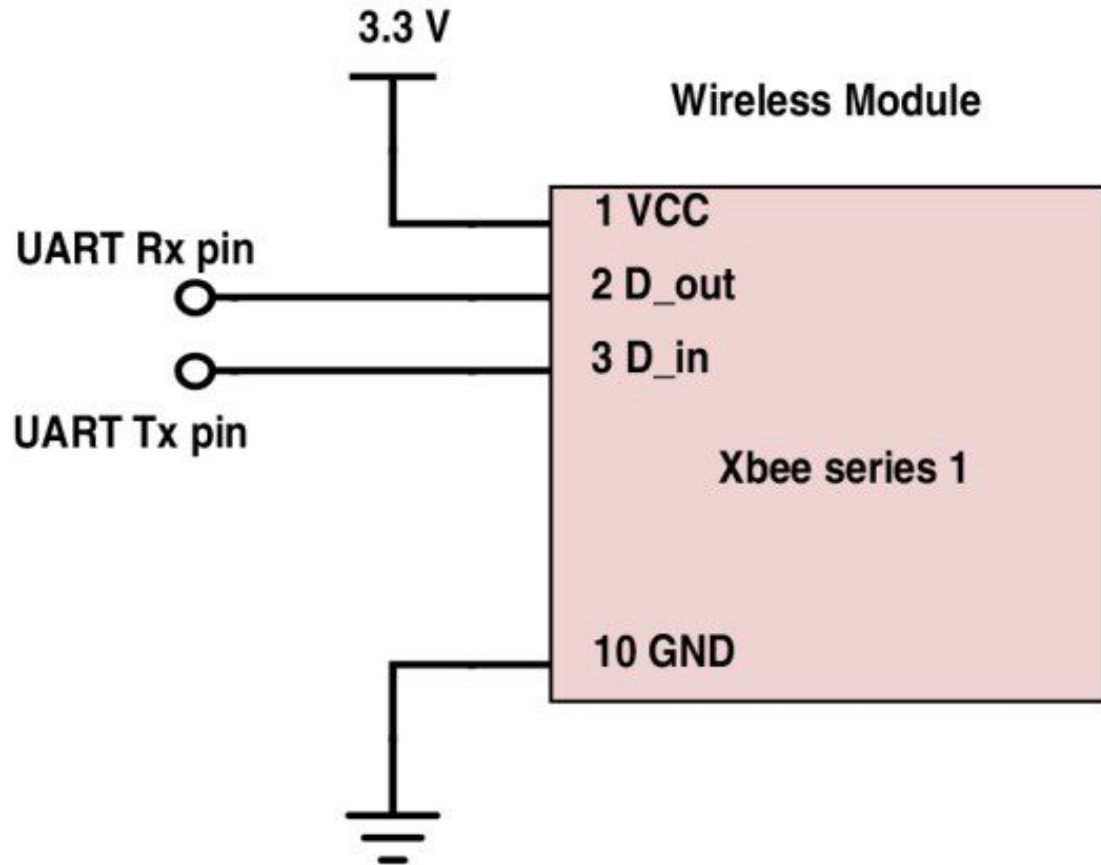 3.3 V
Wireless Module
1 VCC
UART Rx pin
2 D_out
3 D_in
UART Tx pin
Xbee series 1
10 GND